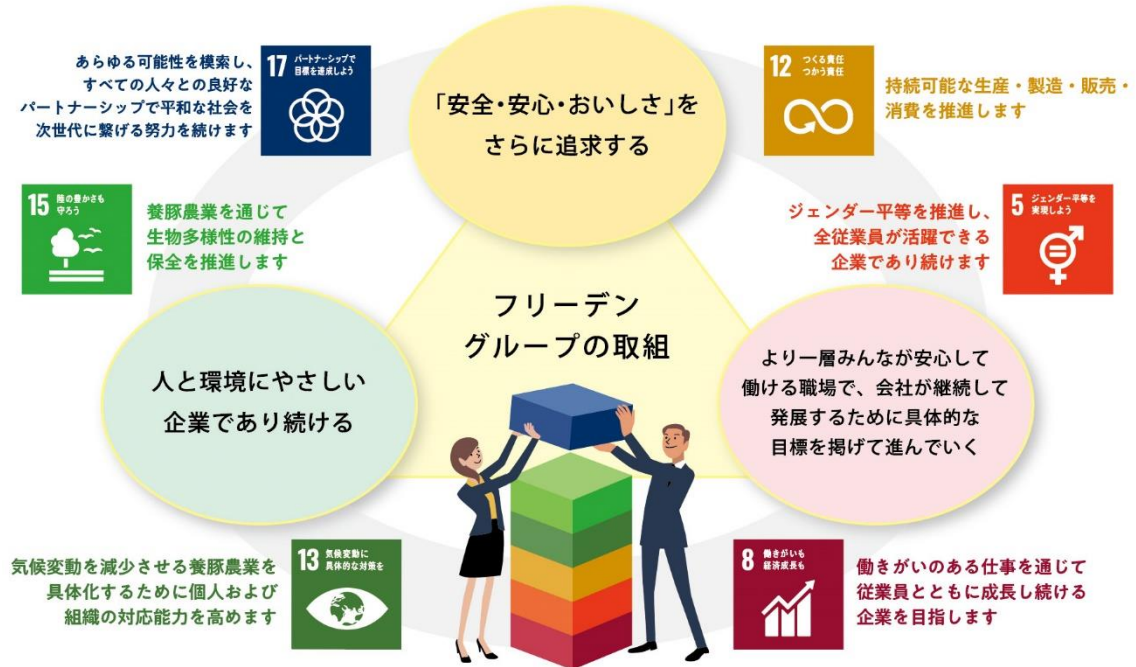 あらゆる可能性を模索し、
すべての人々との良好な
パートナーシップで平和な社会を
次世代に繋げる努力を続けます
17 パートナーシップで
目標を達成しよう
「安全・安心・おいしさ」を
さらに追求する
12 つくる責任
つかう責任
持続可能な生産・製造・販売・
消費を推進します
15 陸の豊かさも
守ろう
養豚農業を通じて
生物多様性の維持と
保全を推進します
ジェンダー平等を推進し、
全従業員が活躍できる
企業であり続けます
5 ジェンダー平等を
実現しよう
フリーデン
グループの取組
人と環境にやさしい
企業であり続ける
より一層みんなが安心して
働ける職場で、会社が継続して
発展するために具体的な
目標を掲げて進んでいく
気候変動を減少させる養豚農業を
具体化するために個人および
組織の対応能力を高めます
13 気候変動に
具体的な対策を
8 働きがいも
経済成長も
働きがいのある仕事を通じて
従業員とともに成長し続ける
企業を目指します